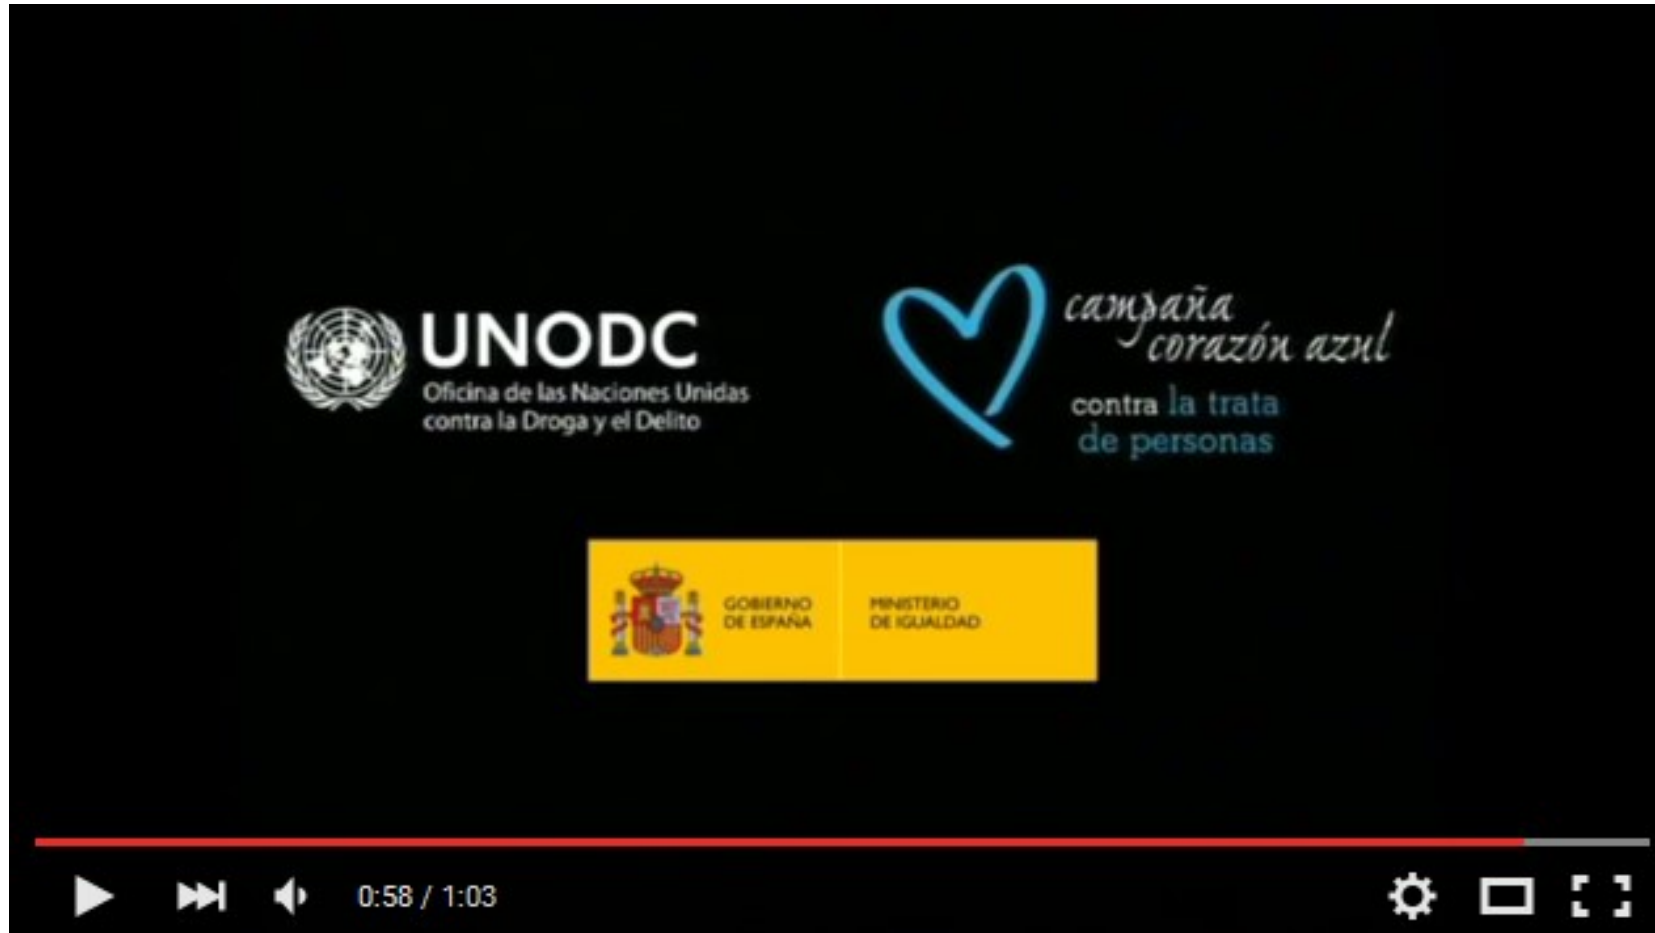 UNODC
Oficina de las Naciones Unidas
contra la Droga y el Delito
campaña
corazón azul
contra la trata
de personas
GOBIERNO
DE ESPAÑA
MINISTERIO
DE IGUALDAD
0:58 / 1:03